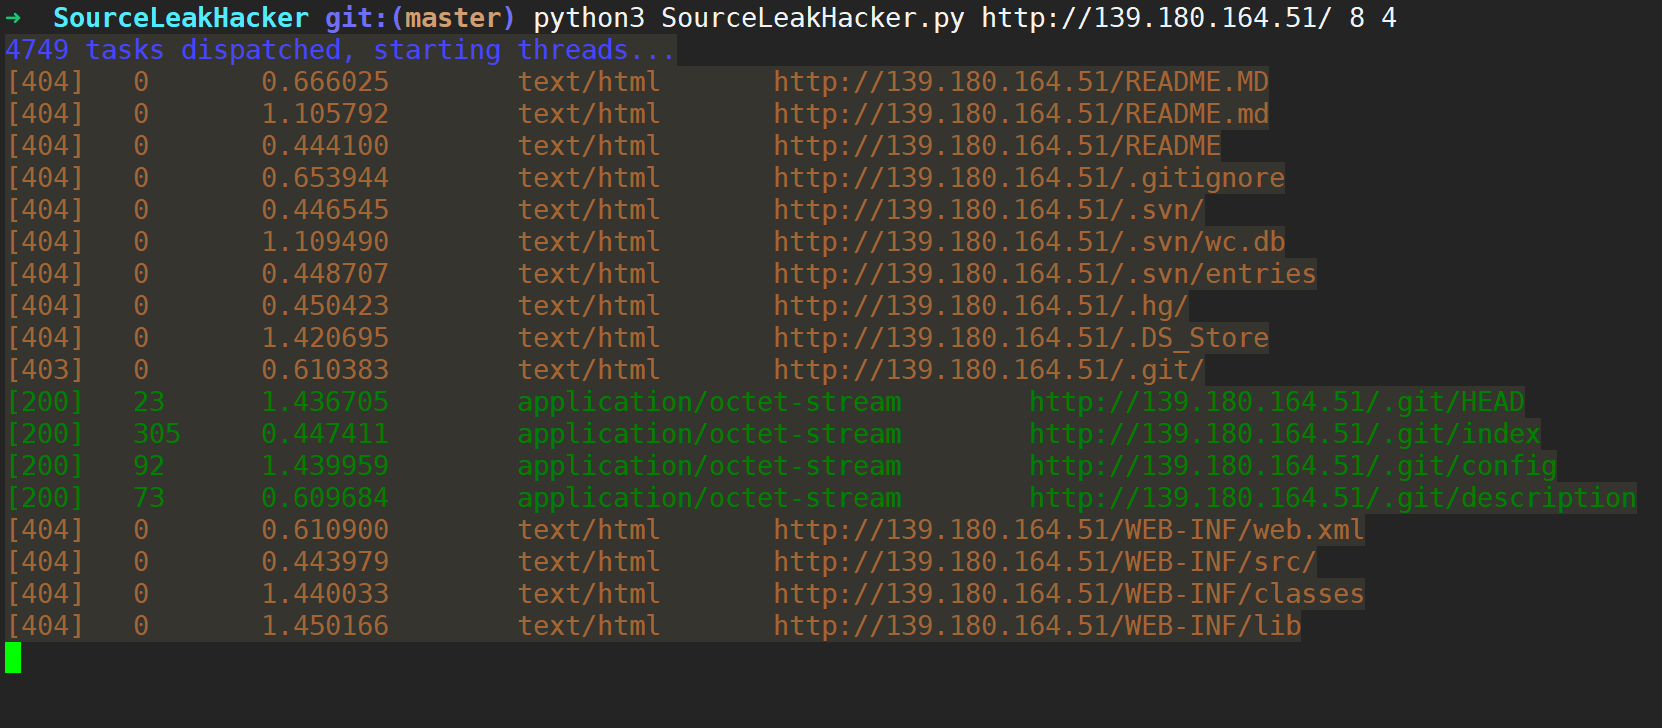 → SourceLeakHacker git:(master) python3 SourceLeakHacker.py http://139.180.164.51/ 8 4
4749 tasks dispatched, starting threads...
[404] 0 0.666025 text/html http://139.180.164.51/README.MD
[404] 0 1.105792 text/html http://139.180.164.51/README.md
[404] 0 0.444100 text/html http://139.180.164.51/README
[404] 0 0.653944 text/html http://139.180.164.51/.gitignore
[404] 0 0.446545 text/html http://139.180.164.51/.svn/
[404] 0 1.109490 text/html http://139.180.164.51/.svn/wc.db
[404] 0 0.448707 text/html http://139.180.164.51/.svn/entries
[404] 0 0.450423 text/html http://139.180.164.51/.hg/
[404] 0 1.420695 text/html http://139.180.164.51/.DS_Store
[403] 0 0.610383 text/html http://139.180.164.51/.git/
[200] 23 1.436705 application/octet-stream http://139.180.164.51/.git/HEAD
[200] 305 0.447411 application/octet-stream http://139.180.164.51/.git/index
[200] 92 1.439959 application/octet-stream http://139.180.164.51/.git/config
[200] 73 0.609684 application/octet-stream http://139.180.164.51/.git/description
[404] 0 0.610900 text/html http://139.180.164.51/WEB-INF/web.xml
[404] 0 0.443979 text/html http://139.180.164.51/WEB-INF/src/
[404] 0 1.440033 text/html http://139.180.164.51/WEB-INF/classes
[404] 0 1.450166 text/html http://139.180.164.51/WEB-INF/lib